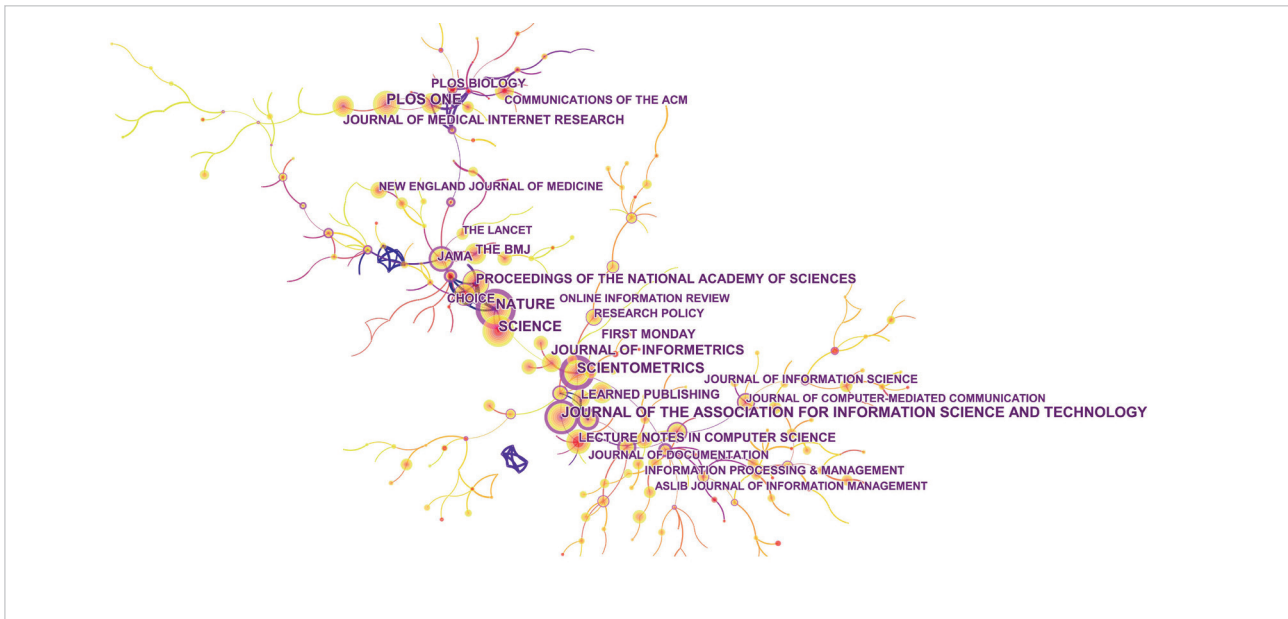 PLOS BIOLOGY
PLOS ONE
COMMUNICATIONS OF THE ACM
JOURNAL OF MEDICAL INTERNET RESEARCH
NEW ENGLAND JOURNAL OF MEDICINE
THE LANCET
THE BMJ
JAMA
PROCEEDINGS OF THE NATIONAL ACADEMY OF SCIENCES
CHOICE
NATURE
ONLINE INFORMATION REVIEW
RESEARCH POLICY
SCIENCE
FIRST MONDAY
JOURNAL OF INFORMETRICS
SCIENTOMETRICS
JOURNAL OF INFORMATION SCIENCE
LEARNED PUBLISHING
JOURNAL OF COMPUTER-MEDIATED COMMUNICATION
JOURNAL OF THE ASSOCIATION FOR INFORMATION SCIENCE AND TECHNOLOGY
LECTURE NOTES IN COMPUTER SCIENCE
JOURNAL OF DOCUMENTATION
INFORMATION PROCESSING & MANAGEMENT
ASLIB JOURNAL OF INFORMATION MANAGEMENT